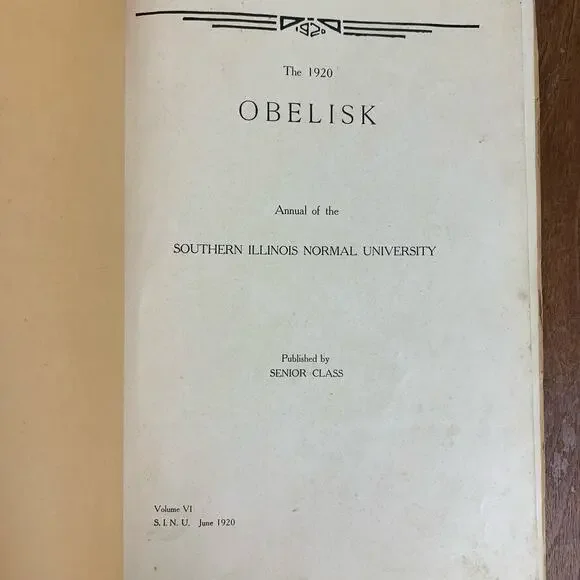 1920
The 1920
OBELISK
Annual of the
SOUTHERN ILLINOIS NORMAL UNIVERSITY
Published by
SENIOR CLASS
Volume VI
S. I. N. U. June 1920